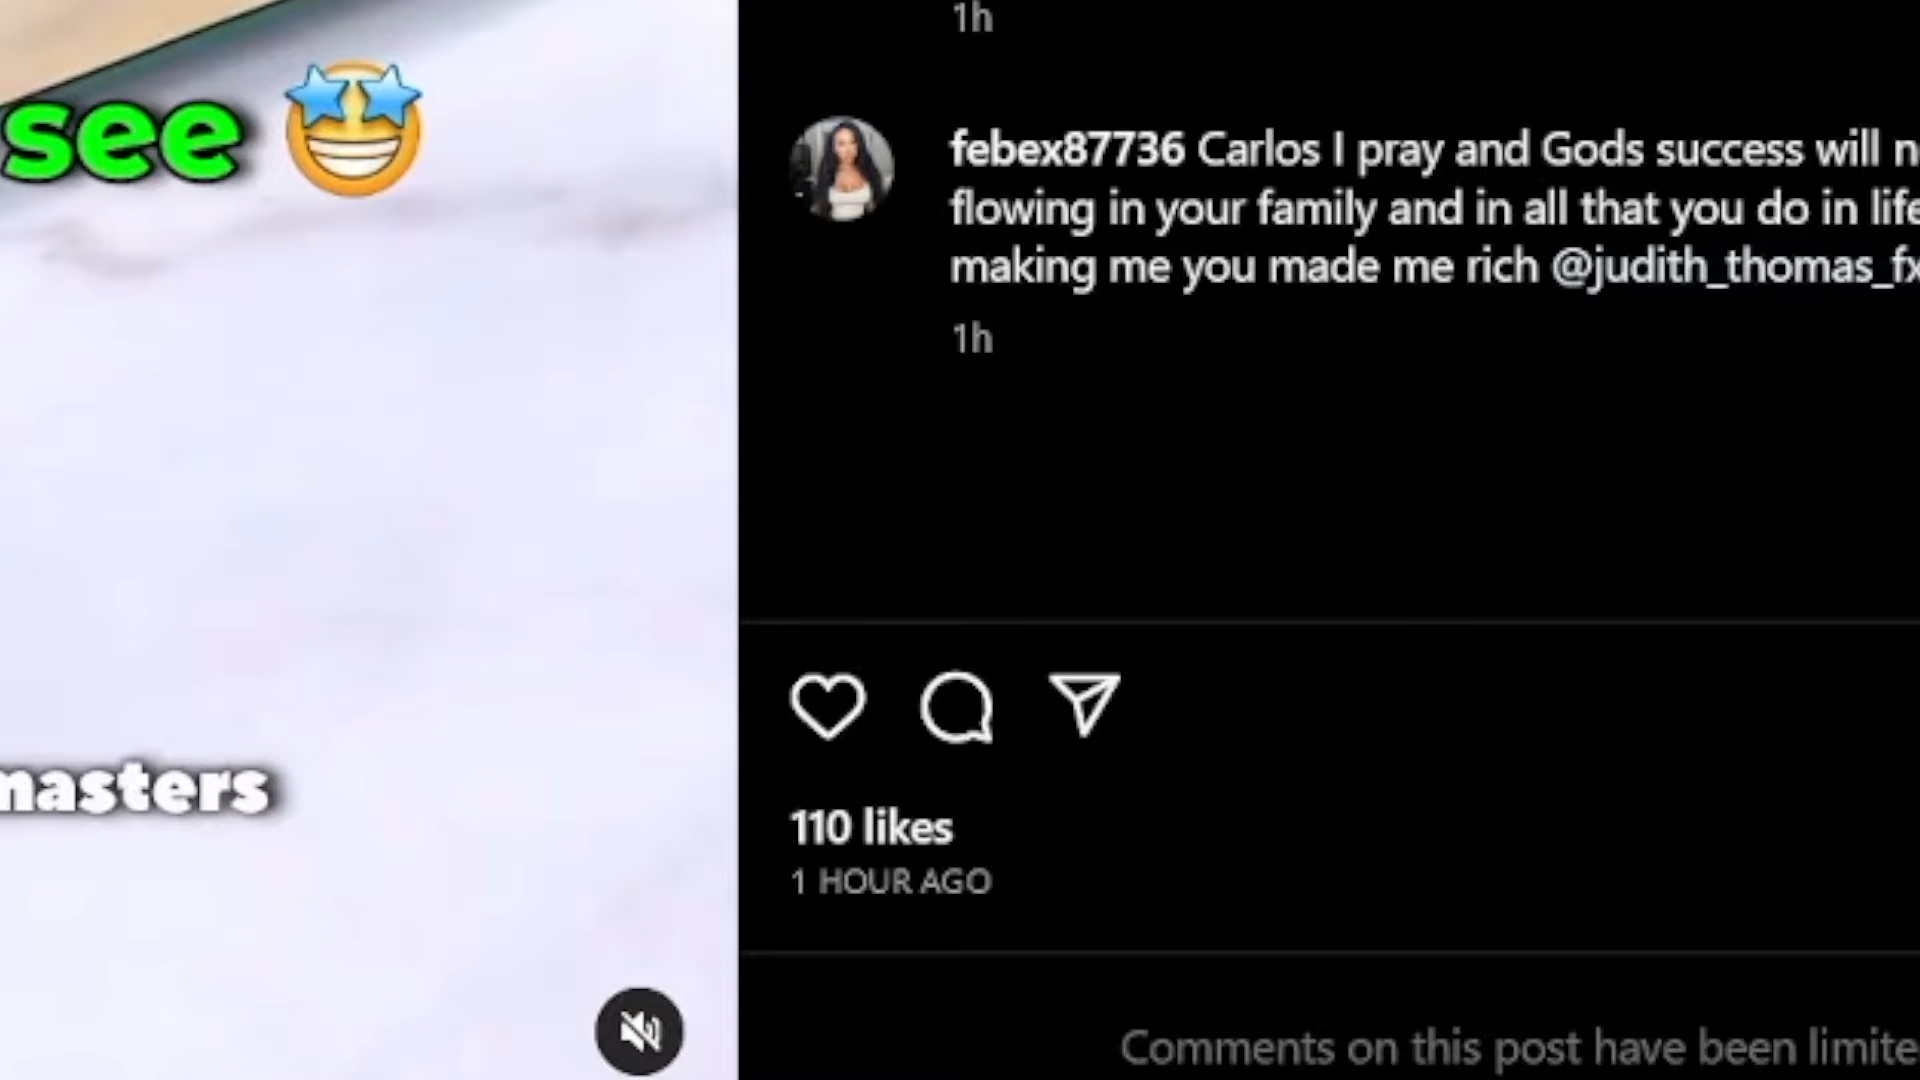 see
masters
1h
febex87736 Carlos I pray and Gods success will
flowing in your family and in all that you do in life
making me you made me rich @judith_thomas_fx
1h
110 likes
1 HOUR AGO
Comments on this post have been